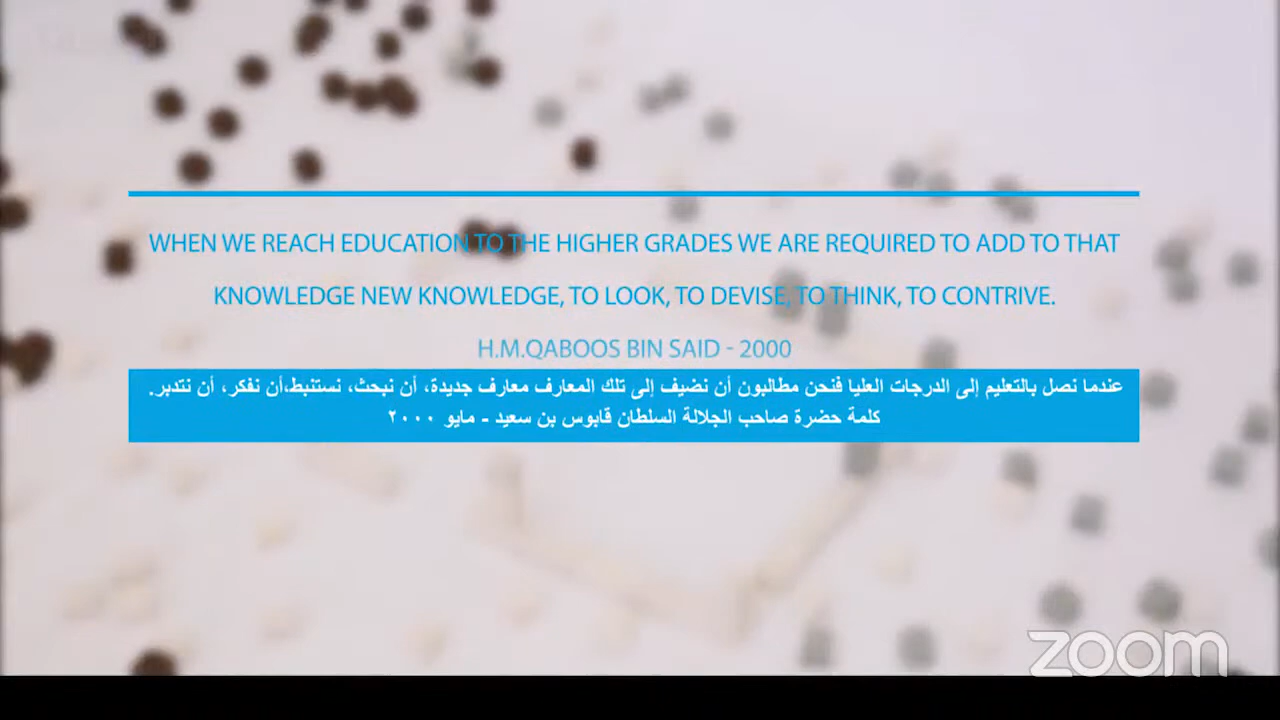 WHEN WE REACH EDUCATION TO THE HIGHER GRADES WE ARE REQUIRED TO ADD TO THAT
KNOWLEDGE NEW KNOWLEDGE, TO LOOK, TO DEVISE, TO THINK, TO CONTRIVE.
H.M.QABOOS BIN SAID - 2000
عندما نصل بالتعليم إلى الدرجات العليا فنحن مطالبون أن نضيف إلى تلك المعارف معارف جديدة، أن نبحث، نستنبط،أن نفكر، أن نتدبر.
كلمة حضرة صاحب الجلالة السلطان قابوس بن سعيد - مايو ٢٠٠٠
zoom